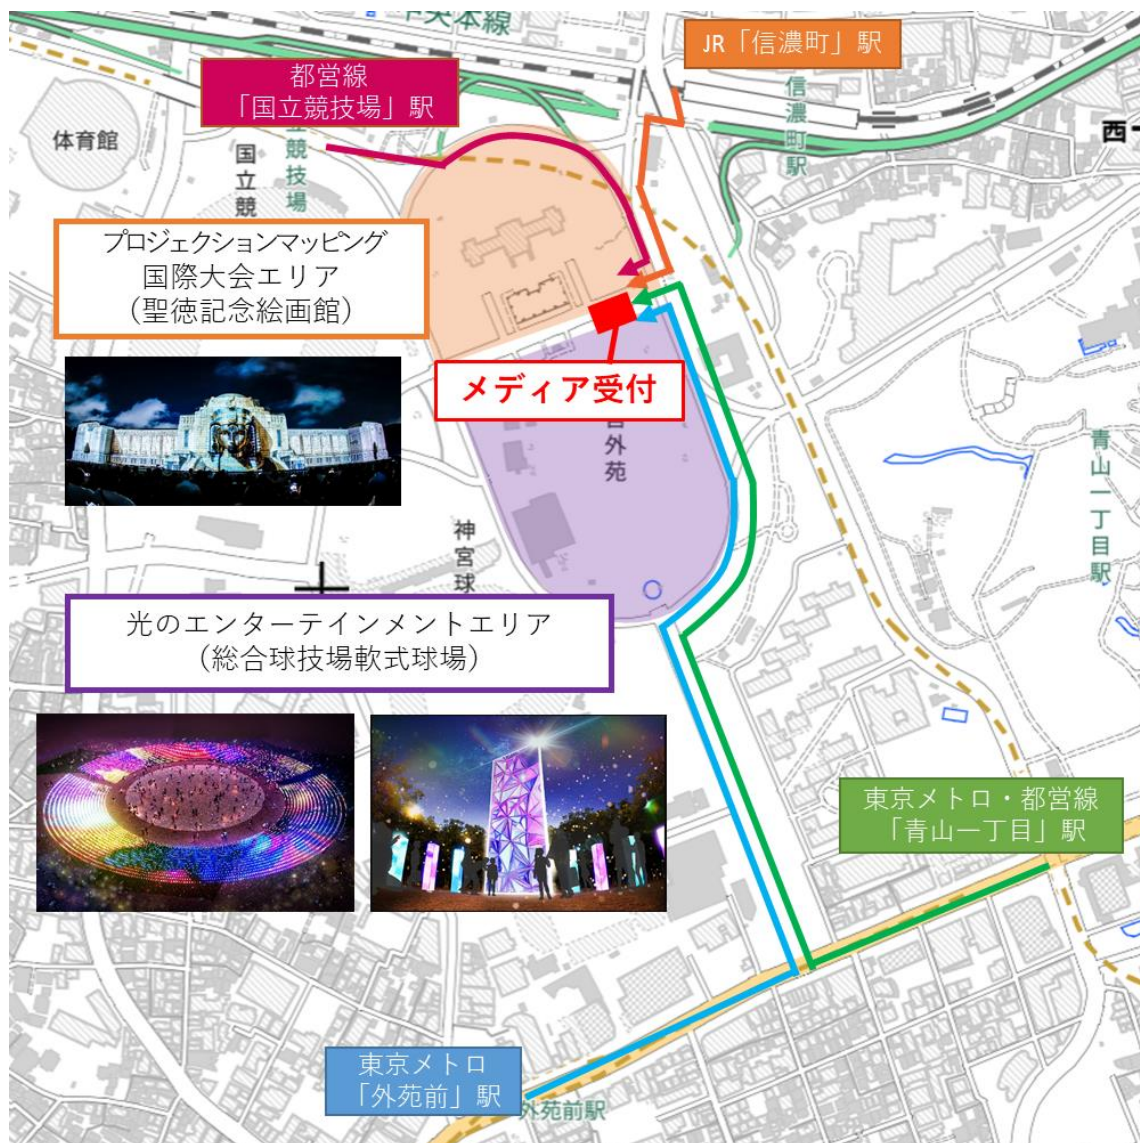 中央本線
JR「信濃町」駅
都営線
「国立競技場」駅
信濃町駅
西
体育館
国立競
立競技場
プロジェクションマッピング
国際大会エリア
(聖徳記念絵画館)
メディア受付
外苑
青山一丁目駅
神宮球
光のエンターテインメントエリア
(総合球技場軟式球場)
東京メトロ・都営線
「青山一丁目」駅
東京メトロ
「外苑前」駅
外苑前駅